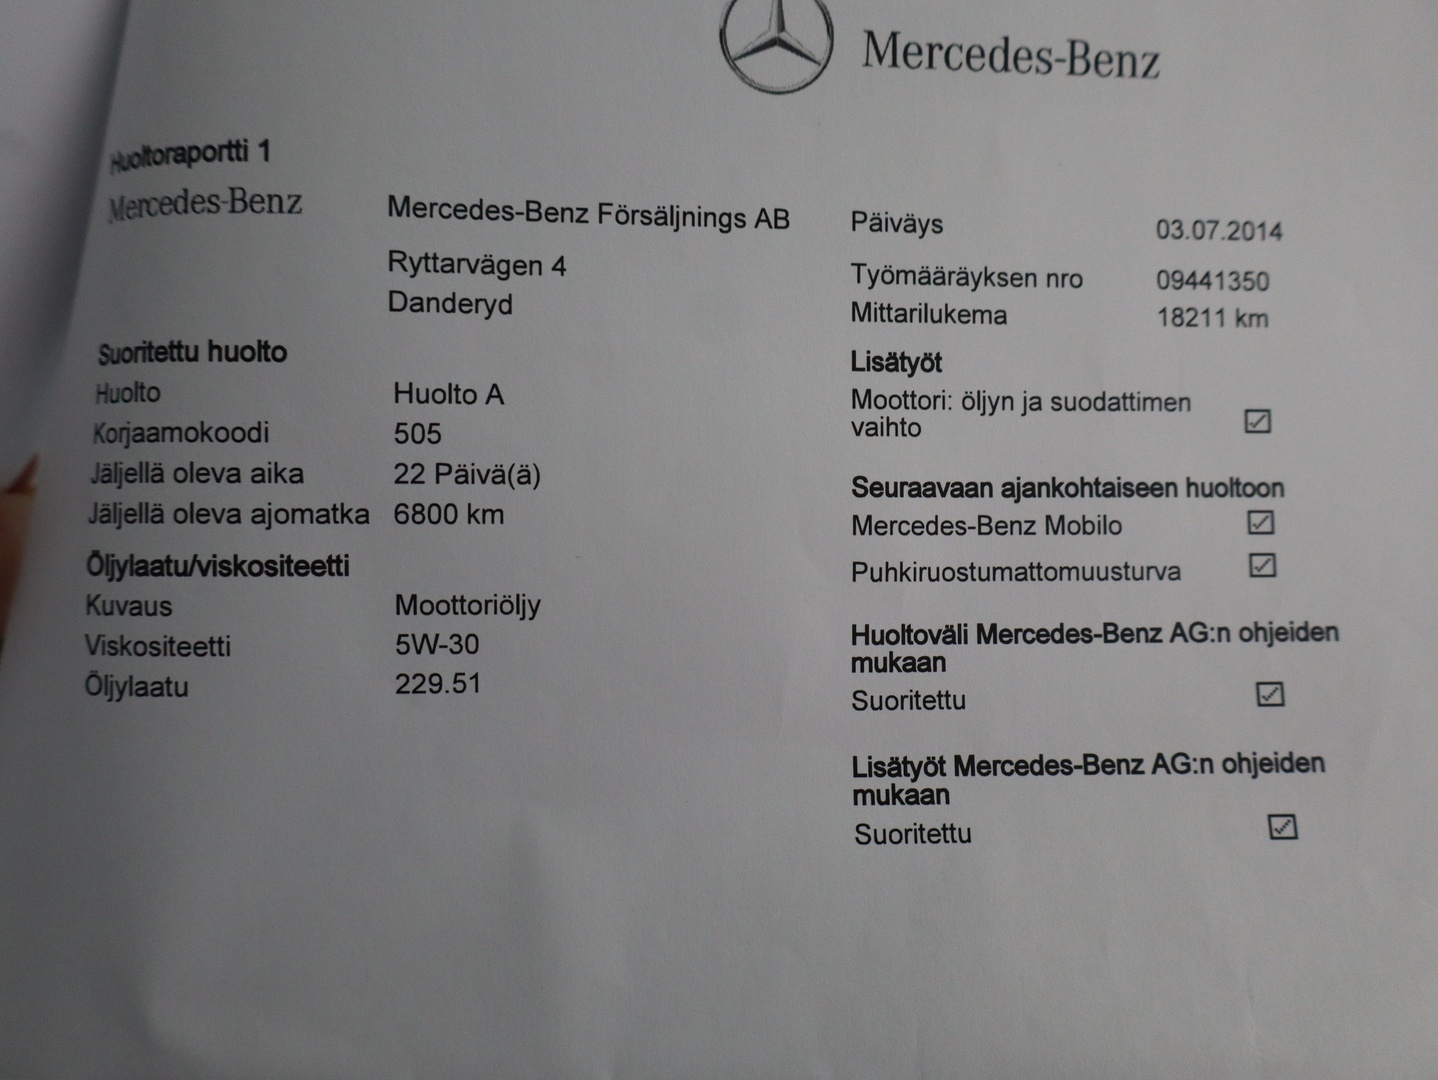 Mercedes-Benz
Huoltoraportti 1
Mercedes-Benz
Mercedes-Benz Försäljnings AB
Ryttarvägen 4
Danderyd
Päiväys 03.07.2014
Työmääräyksen nro 09441350
Mittarilukema 18211 km
Suoritettu huolto
Huolto Huolto A
Korjaamokoodi 505
Jäljellä oleva aika 22 Päivä(ä)
Jäljellä oleva ajomatka 6800 km
Öljylaatu/viskositeetti
Kuvaus Moottoriöljy
Viskositeetti 5W-30
Öljylaatu 229.51
Lisätyöt
Moottori: öljyn ja suodattimen
vaihto
Seuraavaan ajankohtaiseen huoltoon
Mercedes-Benz Mobilo
Puhkiruostumattomuusturva
Huoltoväli Mercedes-Benz AG:n ohjeiden
mukaan
Suoritettu
Lisätyöt Mercedes-Benz AG:n ohjeiden
mukaan
Suoritettu